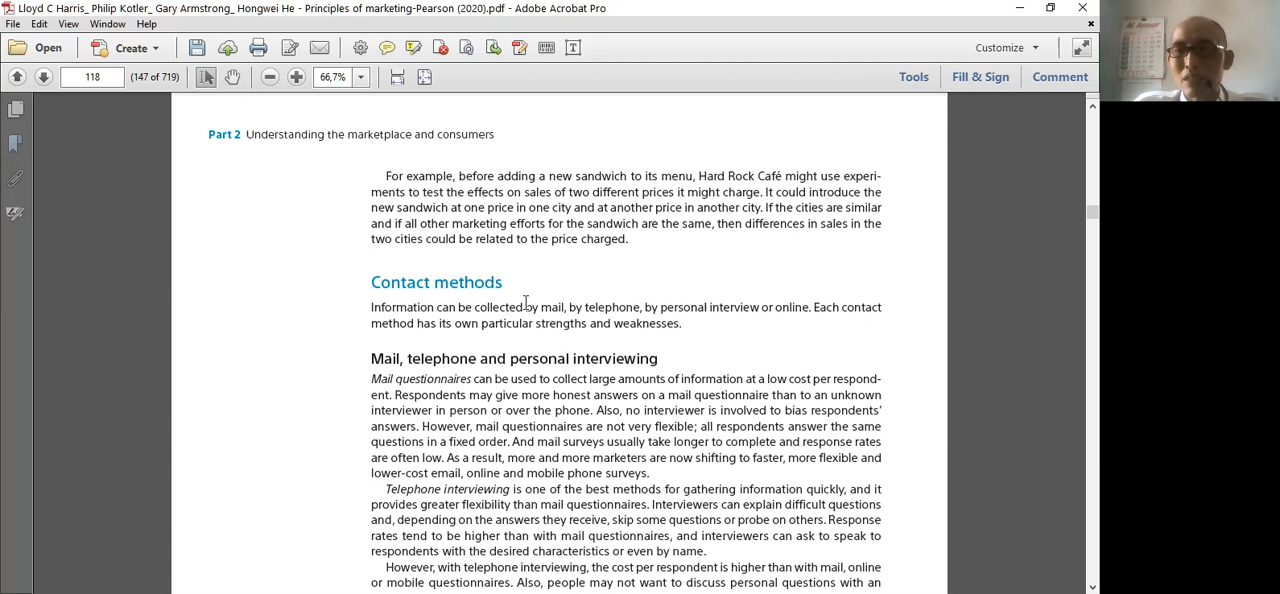 Lloyd C Harris_ Philip Kotler_ Gary Armstrong_ Hongwei He - Principles of marketing-Pearson (2020).pdf - Adobe Acrobat Pro
File Edit View Window Help
Open Create Customize
118 (147 of 719) 66,7% Tools Fill & Sign Comment
Part 2 Understanding the marketplace and consumers
For example, before adding a new sandwich to its menu, Hard Rock Café might use experi-
ments to test the effects on sales of two different prices it might charge. It could introduce the
new sandwich at one price in one city and at another price in another city. If the cities are similar
and if all other marketing efforts for the sandwich are the same, then differences in sales in the
two cities could be related to the price charged.
Contact methods
Information can be collected by mail, by telephone, by personal interview or online. Each contact
method has its own particular strengths and weaknesses.
Mail, telephone and personal interviewing
Mail questionnaires can be used to collect large amounts of information at a low cost per respond-
ent. Respondents may give more honest answers on a mail questionnaire than to an unknown
interviewer in person or over the phone. Also, no interviewer is involved to bias respondents’
answers. However, mail questionnaires are not very flexible; all respondents answer the same
questions in a fixed order. And mail surveys usually take longer to complete and response rates
are often low. As a result, more and more marketers are now shifting to faster, more flexible and
lower-cost email, online and mobile phone surveys.
Telephone interviewing is one of the best methods for gathering information quickly, and it
provides greater flexibility than mail questionnaires. Interviewers can explain difficult questions
and, depending on the answers they receive, skip some questions or probe on others. Response
rates tend to be higher than with mail questionnaires, and interviewers can ask to speak to
respondents with the desired characteristics or even by name.
However, with telephone interviewing, the cost per respondent is higher than with mail, online
or mobile questionnaires. Also, people may not want to discuss personal questions with an